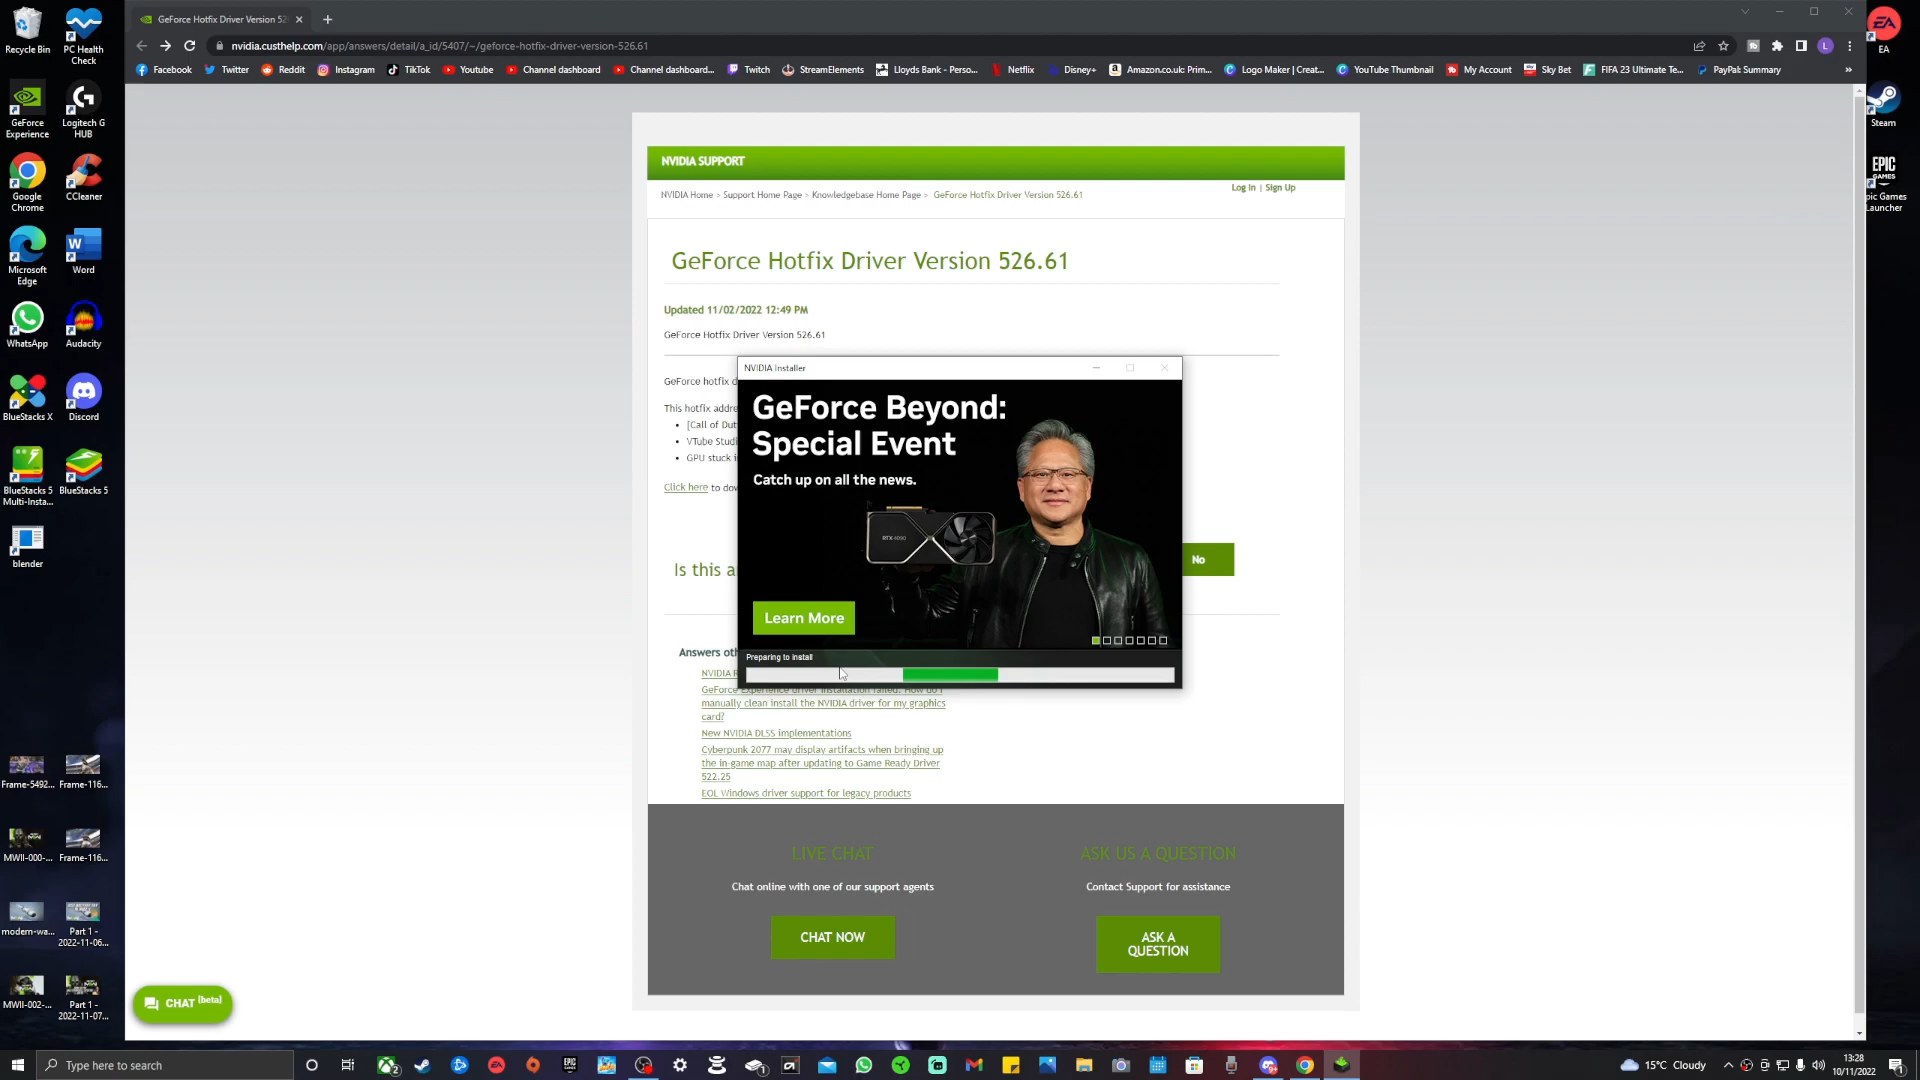 Recycle Bin
PC Health Check
GeForce Experience
Logitech G HUB
Google Chrome
CCleaner
Microsoft Edge
Word
WhatsApp
Audacity
BlueStacks X
Discord
BlueStacks 5 Multi-Insta...
BlueStacks 5
blender
Frame-5492...
Frame-116...
MWII-000-...
Frame-116...
modern-wa...
Part 1 - 2022-11-06...
MWII-002-...
Part 1 - 2022-11-07...
EA
Steam
EPIC GAMES
pic Games Launcher
GeForce Hotfix Driver Version 52
nvidia.custhelp.com/app/answers/detail/a_id/5407/~/geforce-hotfix-driver-version-526.61
L
Facebook Twitter Reddit Instagram TikTok Youtube Channel dashboard Channel dashboard... Twitch StreamElements Lloyds Bank - Perso... Netflix Disney+ Amazon.co.uk: Prim... Logo Maker | Creat... YouTube Thumbnail My Account Sky Bet FIFA 23 Ultimate Te... PayPal: Summary »
NVIDIA SUPPORT
NVIDIA Home > Support Home Page > Knowledgebase Home Page > GeForce Hotfix Driver Version 526.61
Log In | Sign Up
GeForce Hotfix Driver Version 526.61
Updated 11/02/2022 12:49 PM
GeForce Hotfix Driver Version 526.61
GeForce hotfix d
This hotfix addre
• [Call of Dut
• VTube Studi
• GPU stuck i
Click here to dow
Is this a
No
NVIDIA Installer
GeForce Beyond:
Special Event
Catch up on all the news.
RTX 4090
Learn More
Preparing to install
Answers oth
NVIDIA R
GeForce Experience driver installation failed. How do I
manually clean install the NVIDIA driver for my graphics
card?
New NVIDIA DLSS implementations
Cyberpunk 2077 may display artifacts when bringing up
the in-game map after updating to Game Ready Driver
522.25
EOL Windows driver support for legacy products
LIVE CHAT
Chat online with one of our support agents
CHAT NOW
ASK US A QUESTION
Contact Support for assistance
ASK A
QUESTION
CHAT (beta)
Type here to search
15°C Cloudy
13:28
10/11/2022